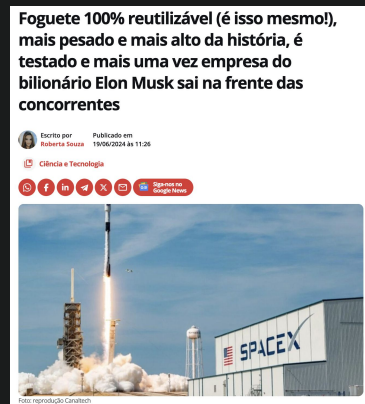 Foguete 100% reutilizável (é isso mesmo!),
mais pesado e mais alto da história, é
testado e mais uma vez empresa do
bilionário Elon Musk sai na frente das
concorrentes
Escrito por
Roberta Souza
Publicado em
19/06/2024 às 11:26
Ciência e Tecnologia
Siga-nos no
Google News
SPACEX
Foto: reprodução Canaltech